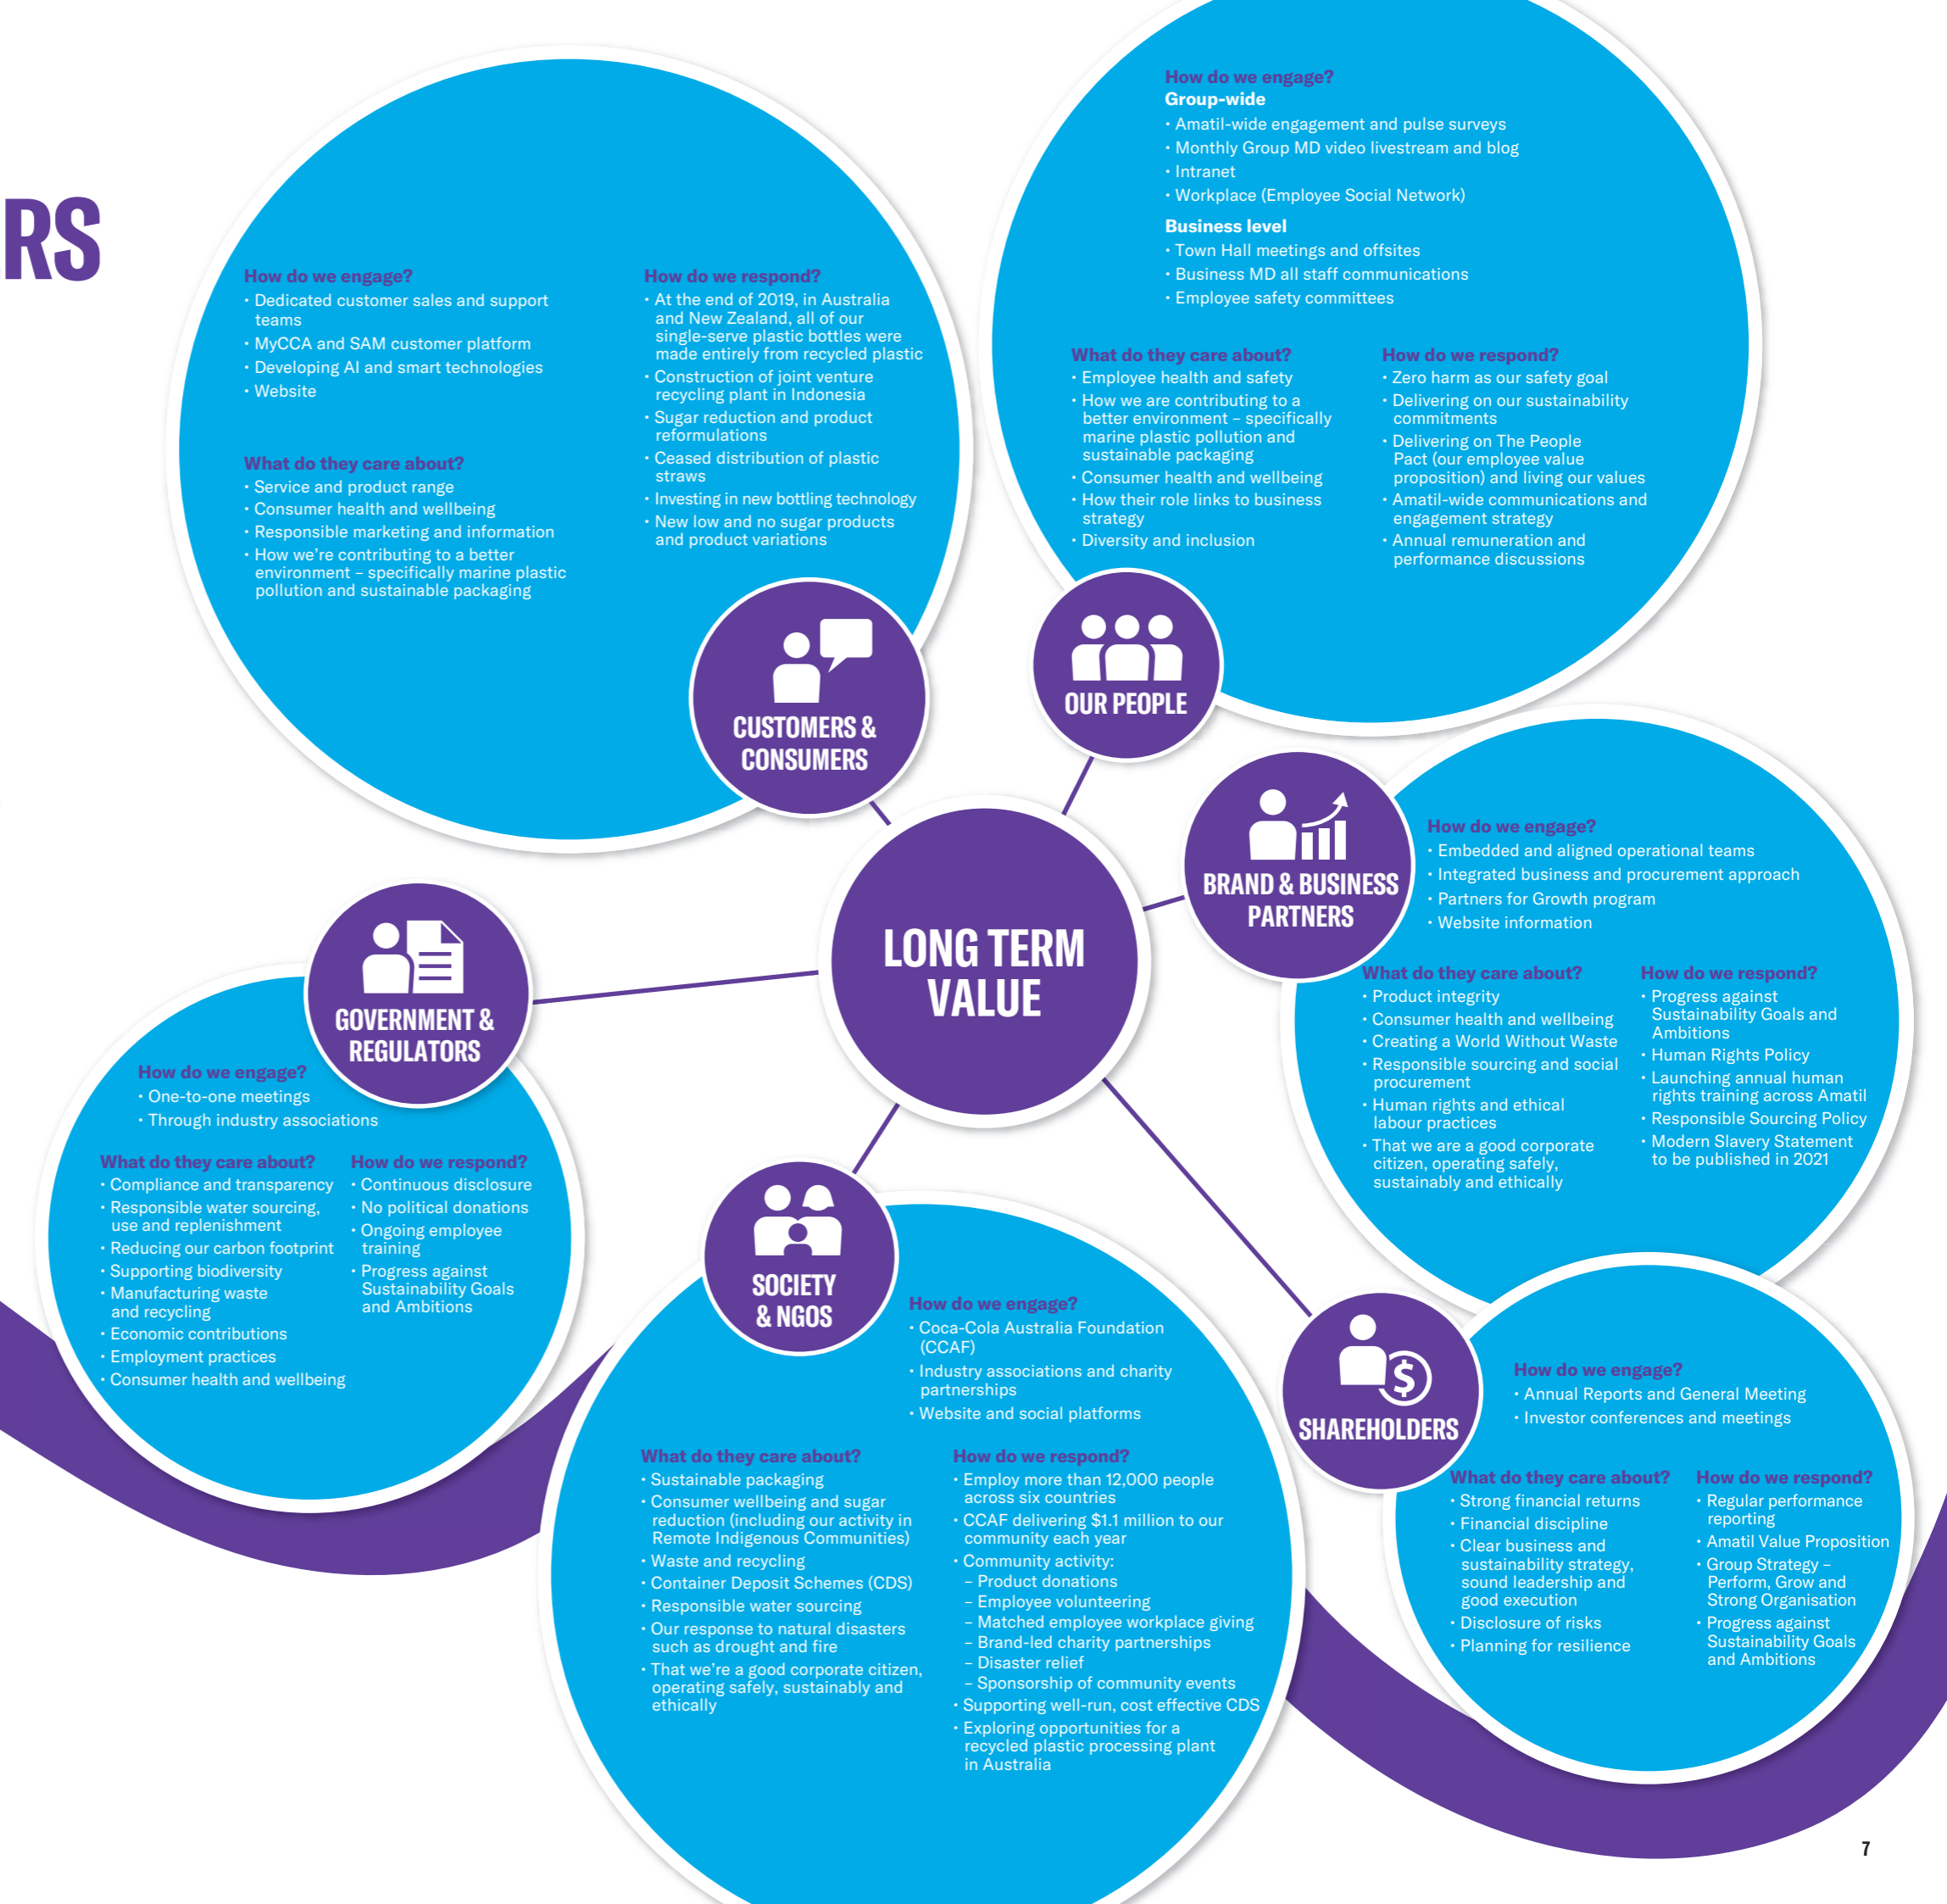 RS
How do we engage?
• Dedicated customer sales and support
teams
• MyCCA and SAM customer platform
• Developing AI and smart technologies
• Website
What do they care about?
• Service and product range
• Consumer health and wellbeing
• Responsible marketing and information
• How we're contributing to a better
environment – specifically marine plastic
pollution and sustainable packaging
How do we respond?
• At the end of 2019, in Australia
and New Zealand, all of our
single-serve plastic bottles were
made entirely from recycled plastic
• Construction of joint venture
recycling plant in Indonesia
• Sugar reduction and product
reformulations
• Ceased distribution of plastic
straws
• Investing in new bottling technology
• New low and no sugar products
and product variations
CUSTOMERS &
CONSUMERS
How do we engage?
Group-wide
• Amatil-wide engagement and pulse surveys
• Monthly Group MD video livestream and blog
• Intranet
• Workplace (Employee Social Network)
Business level
• Town Hall meetings and offsites
• Business MD all staff communications
• Employee safety committees
What do they care about?
• Employee health and safety
• How we are contributing to a
better environment – specifically
marine plastic pollution and
sustainable packaging
• Consumer health and wellbeing
• How their role links to business
strategy
• Diversity and inclusion
How do we respond?
• Zero harm as our safety goal
• Delivering on our sustainability
commitments
• Delivering on The People
Pact (our employee value
proposition) and living our values
• Amatil-wide communications and
engagement strategy
• Annual remuneration and
performance discussions
OUR PEOPLE
BRAND & BUSINESS
PARTNERS
How do we engage?
• Embedded and aligned operational teams
• Integrated business and procurement approach
• Partners for Growth program
• Website information
What do they care about?
• Product integrity
• Consumer health and wellbeing
• Creating a World Without Waste
• Responsible sourcing and social
procurement
• Human rights and ethical
labour practices
• That we are a good corporate
citizen, operating safely,
sustainably and ethically
How do we respond?
• Progress against
Sustainability Goals and
Ambitions
• Human Rights Policy
• Launching annual human
rights training across Amatil
• Responsible Sourcing Policy
• Modern Slavery Statement
to be published in 2021
LONG TERM
VALUE
GOVERNMENT &
REGULATORS
How do we engage?
• One-to-one meetings
• Through industry associations
What do they care about?
• Compliance and transparency
• Responsible water sourcing,
use and replenishment
• Reducing our carbon footprint
• Supporting biodiversity
• Manufacturing waste
and recycling
• Economic contributions
• Employment practices
• Consumer health and wellbeing
How do we respond?
• Continuous disclosure
• No political donations
• Ongoing employee
training
• Progress against
Sustainability Goals
and Ambitions
SOCIETY
& NGOS
How do we engage?
• Coca-Cola Australia Foundation
(CCAF)
• Industry associations and charity
partnerships
• Website and social platforms
What do they care about?
• Sustainable packaging
• Consumer wellbeing and sugar
reduction (including our activity in
Remote Indigenous Communities)
• Waste and recycling
• Container Deposit Schemes (CDS)
• Responsible water sourcing
• Our response to natural disasters
such as drought and fire
• That we're a good corporate citizen,
operating safely, sustainably and
ethically
How do we respond?
• Employ more than 12,000 people
across six countries
• CCAF delivering $1.1 million to our
community each year
• Community activity:
– Product donations
– Employee volunteering
– Matched employee workplace giving
– Brand-led charity partnerships
– Disaster relief
– Sponsorship of community events
• Supporting well-run, cost effective CDS
• Exploring opportunities for a
recycled plastic processing plant
in Australia
$
SHAREHOLDERS
How do we engage?
• Annual Reports and General Meeting
• Investor conferences and meetings
What do they care about?
• Strong financial returns
• Financial discipline
• Clear business and
sustainability strategy,
sound leadership and
good execution
• Disclosure of risks
• Planning for resilience
How do we respond?
• Regular performance
reporting
• Amatil Value Proposition
• Group Strategy –
Perform, Grow and
Strong Organisation
• Progress against
Sustainability Goals
and Ambitions
7